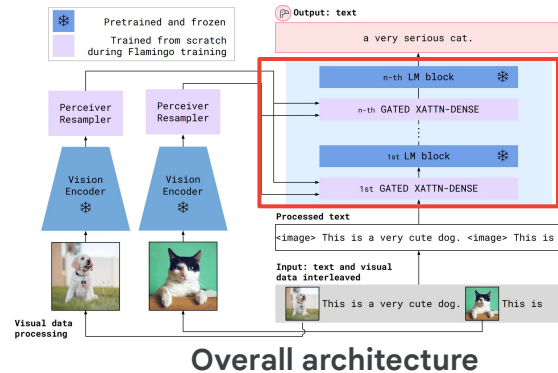 Pretrained and frozen
Trained from scratch
during Flamingo training
Output: text
a very serious cat.
n-th LM block
n-th GATED XATTN-DENSE
1st LM block
1st GATED XATTN-DENSE
Perceiver
Resampler
Perceiver
Resampler
Vision
Encoder
Vision
Encoder
Processed text
<image> This is a very cute dog. <image> This is
Input: text and visual
data interleaved
This is a very cute dog.
This is
Visual data
processing
Overall architecture